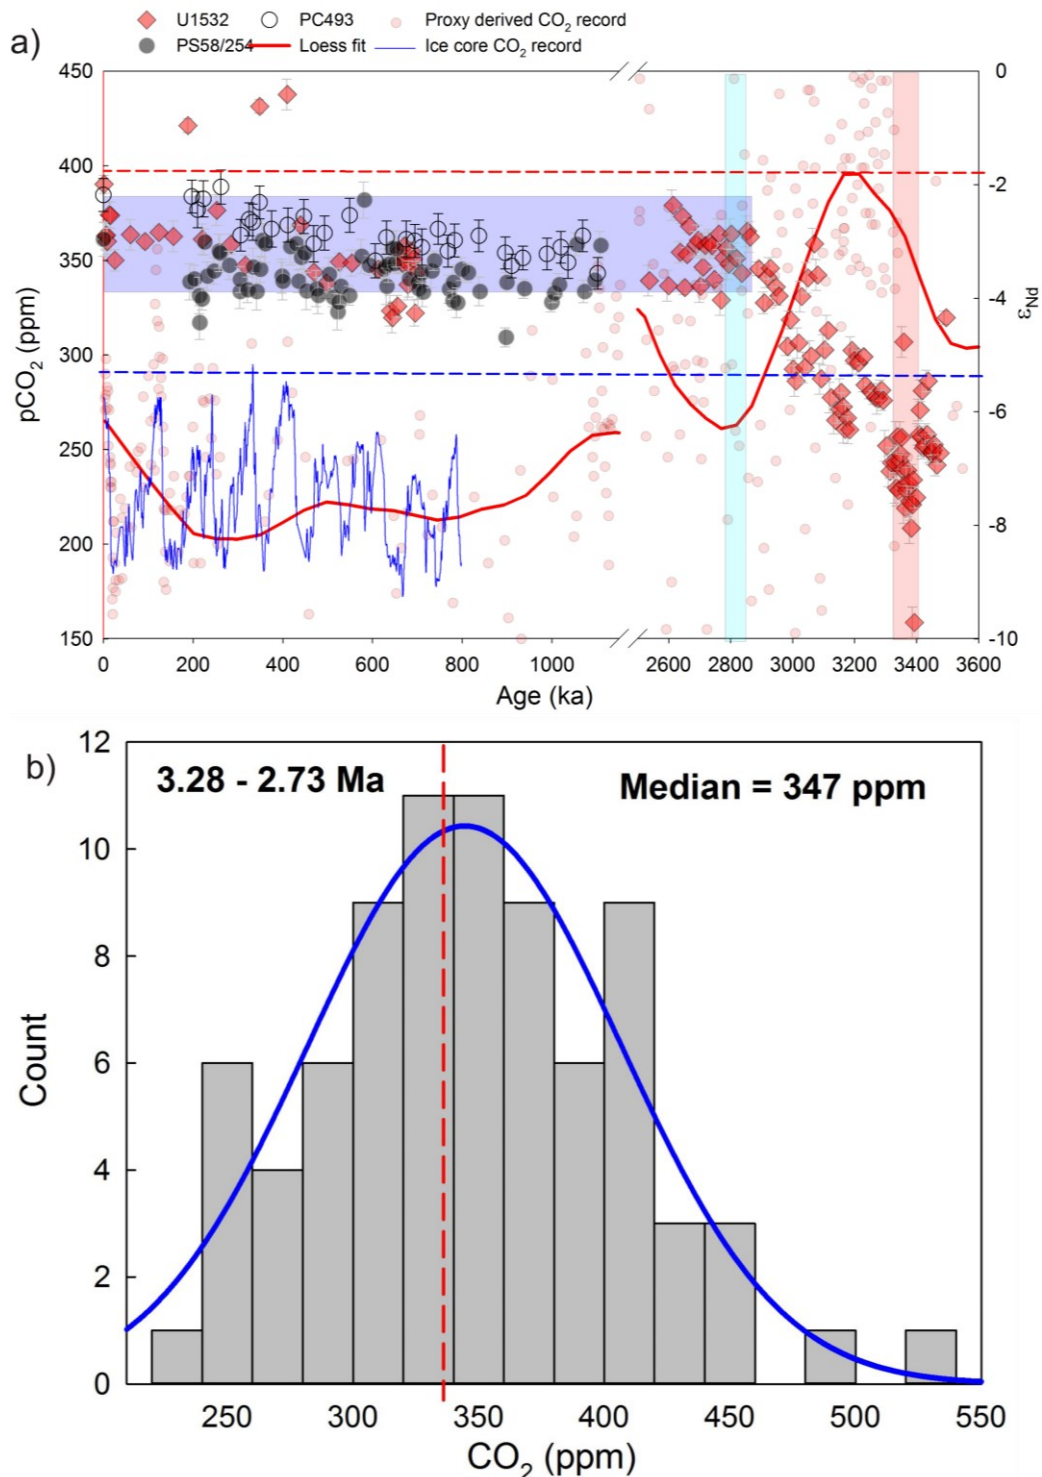 a)
U1532 PC493 Proxy derived CO₂ record
PS58/254 Loess fit Ice core CO₂ record
450 0
400 -2
350
-4
300
-6
250
200 -8
150 -10
pCO₂ (ppm)
εNd
0 200 400 600 800 1000 2600 2800 3000 3200 3400 3600
Age (ka)
b)
3.28 - 2.73 Ma Median = 347 ppm
12
10
8
6
4
2
0
Count
250 300 350 400 450 500 550
CO₂ (ppm)